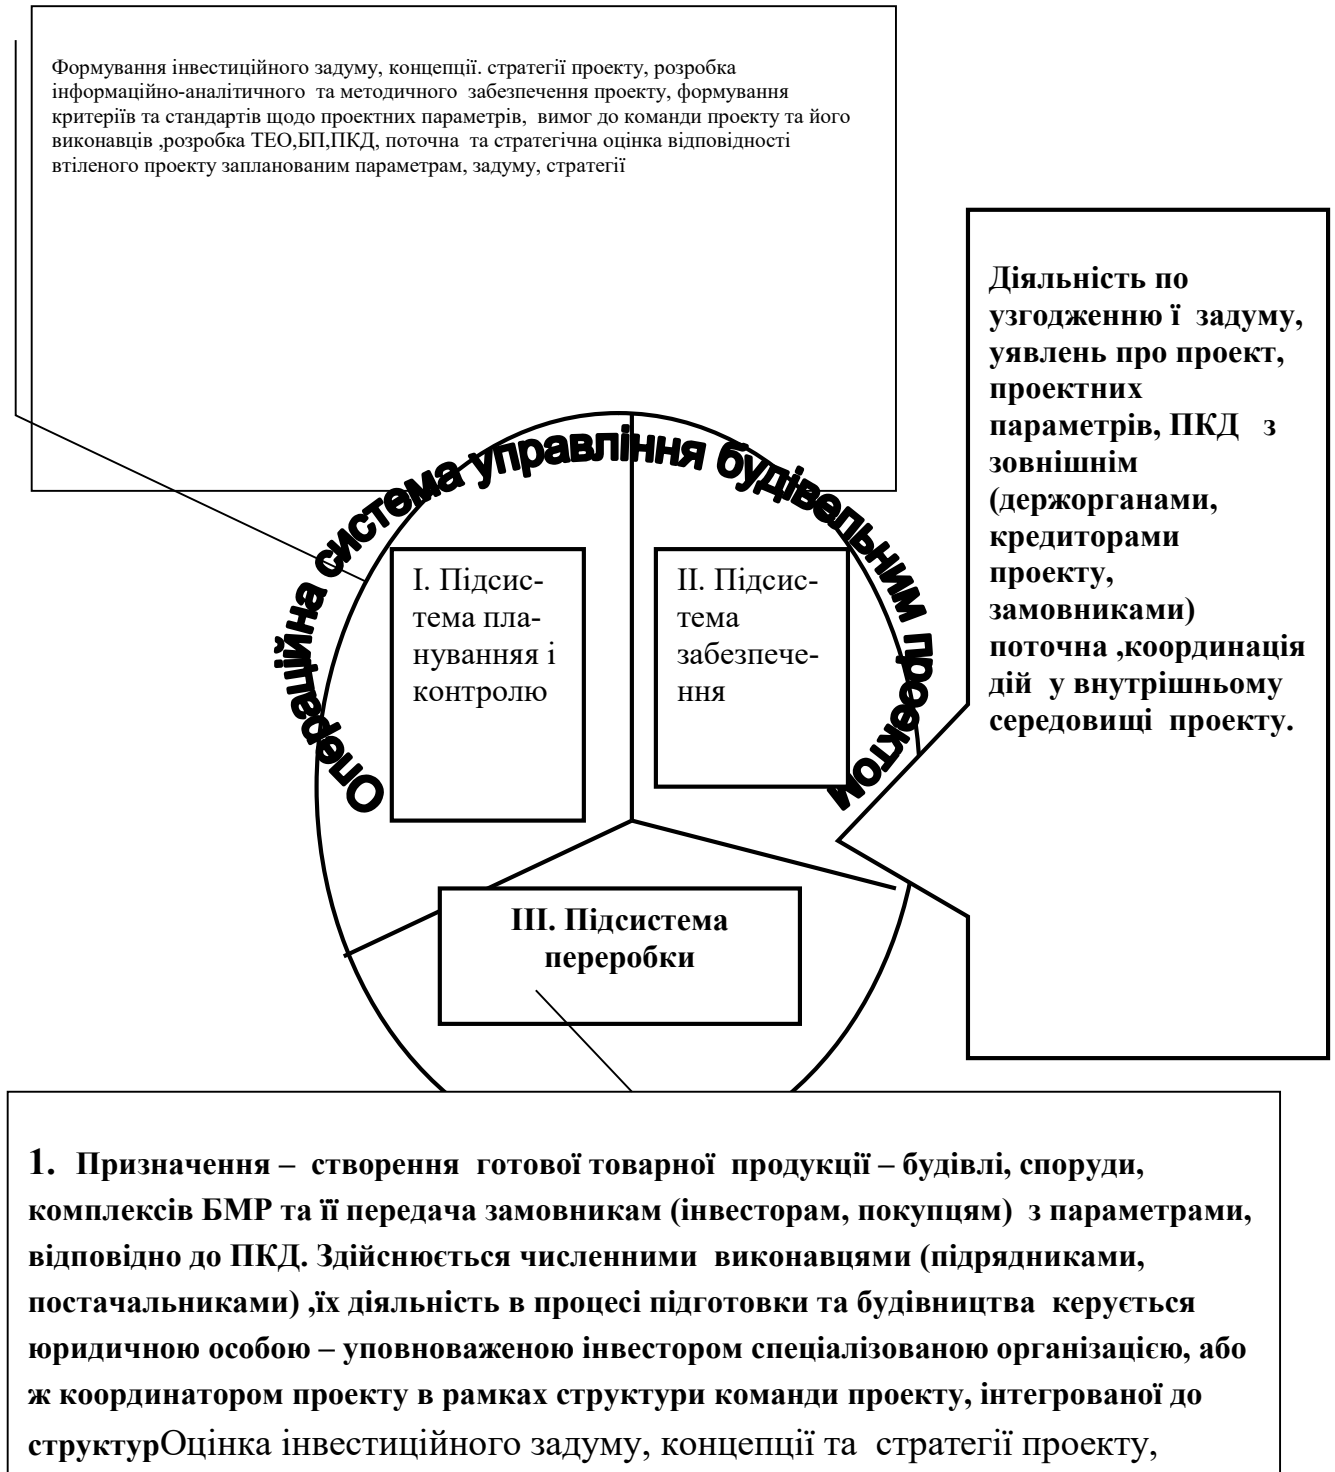 Формування інвестиційного задуму, концепції. стратегії проекту, розробка
інформаційно-аналітичного та методичного забезпечення проекту, формування
критеріїв та стандартів щодо проектних параметрів, вимог до команди проекту та його
виконавців ,розробка ТЕО,БП,ПКД, поточна та стратегічна оцінка відповідності
втіленого проекту запланованим параметрам, задуму, стратегії
Операційна система управління будівельним проектом
І. Підсис-
тема пла-
нуванняя і
контролю
ІІ. Підсис-
тема
забезпече-
ння
Діяльність по
узгодженню ї задуму,
уявлень про проект,
проектних
параметрів, ПКД з
зовнішнім
(держорганами,
кредиторами
проекту,
замовниками)
поточна ,координація
дій у внутрішньому
середовищі проекту.
ІІІ. Підсистема
переробки
1. Призначення – створення готової товарної продукції – будівлі, споруди,
комплексів БМР та її передача замовникам (інвесторам, покупцям) з параметрами,
відповідно до ПКД. Здійснюється численними виконавцями (підрядниками,
постачальниками) ,їх діяльність в процесі підготовки та будівництва керується
юридичною особою – уповноваженою інвестором спеціалізованою організацією, або
ж координатором проекту в рамках структури команди проекту, інтегрованої до
структурОцінка інвестиційного задуму, концепції та стратегії проекту,